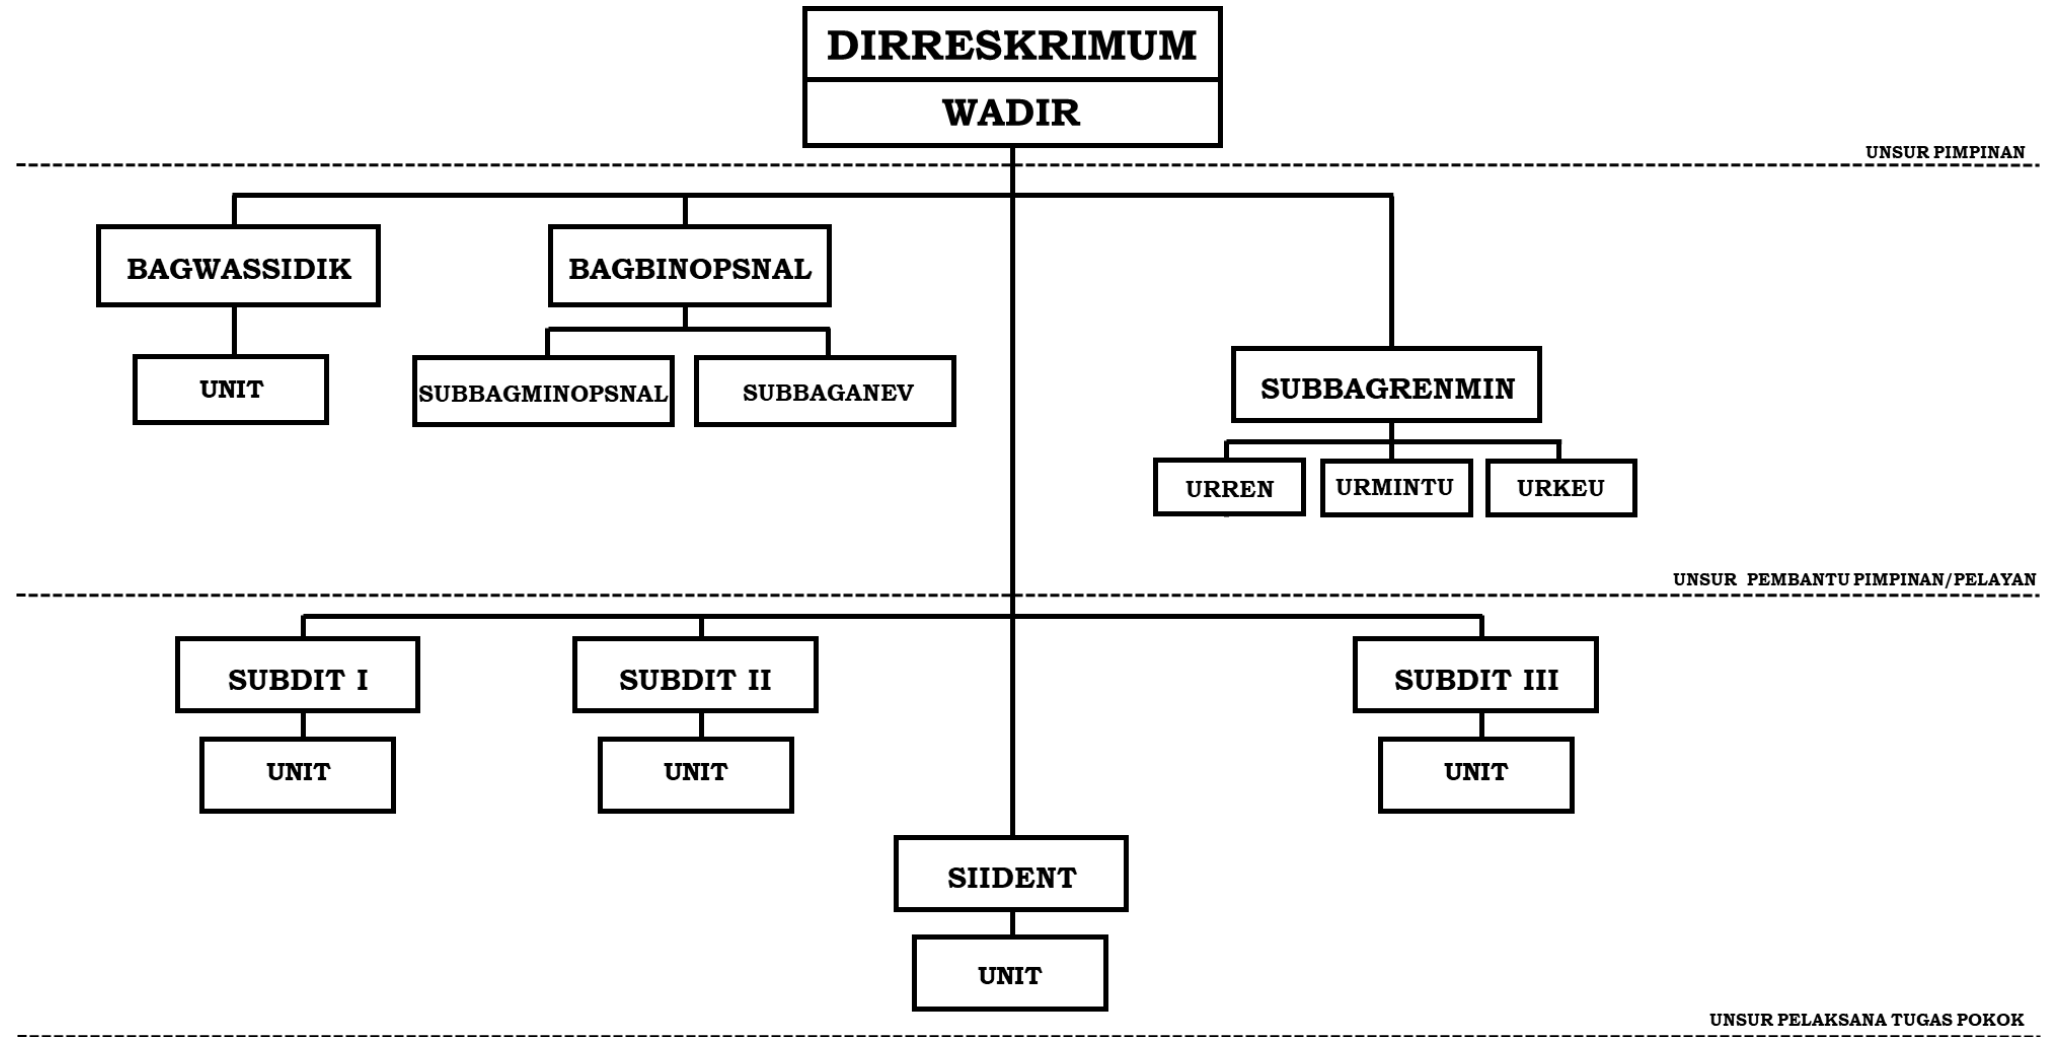 DIRRESKRIMUM
WADIR
UNSUR PIMPINAN
BAGWASSIDIK
BAGBINOPSNAL
UNIT
SUBBAGMINOPSNAL
SUBBAGANEV
SUBBAGRENMIN
URREN
URMINTU
URKEU
UNSUR PEMBANTU PIMPINAN/PELAYAN
SUBDIT I
SUBDIT II
SUBDIT III
UNIT
UNIT
UNIT
SIIDENT
UNIT
UNSUR PELAKSANA TUGAS POKOK